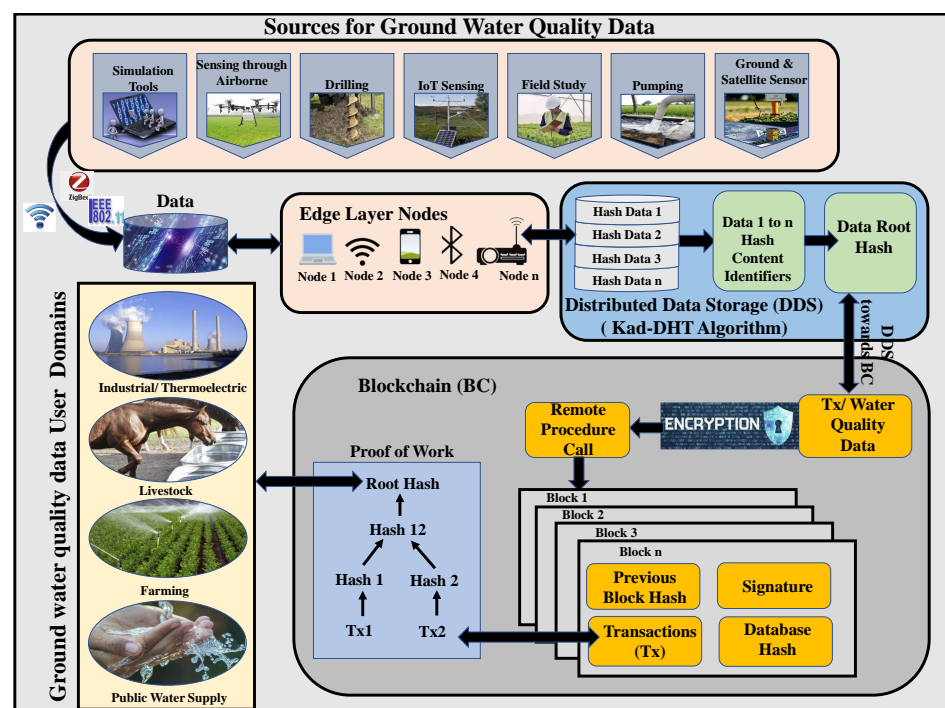 Sources for Ground Water Quality Data
Simulation
Tools
Sensing through
Airborne
Drilling
IoT Sensing
Field Study
Pumping
Ground &
Satellite Sensor
ZigBee
IEEE
802.11
Data
Edge Layer Nodes
Node 1
Node 2
Node 3
Node 4
Node n
Hash Data 1
Hash Data 2
Hash Data 3
Hash Data n
Data 1 to n
Hash
Content
Identifiers
Data Root
Hash
Distributed Data Storage (DDS)
( Kad-DHT Algorithm)
DDS
towards BC
Ground water quality data User Domains
Industrial/ Thermoelectric
Livestock
Farming
Public Water Supply
Blockchain (BC)
Remote
Procedure
Call
ENCRYPTION
Tx/ Water
Quality
Data
Proof of Work
Root Hash
Hash 12
Hash 1
Hash 2
Tx1
Tx2
Block 1
Block 2
Block 3
Block n
Previous
Block Hash
Signature
Transactions
(Tx)
Database
Hash